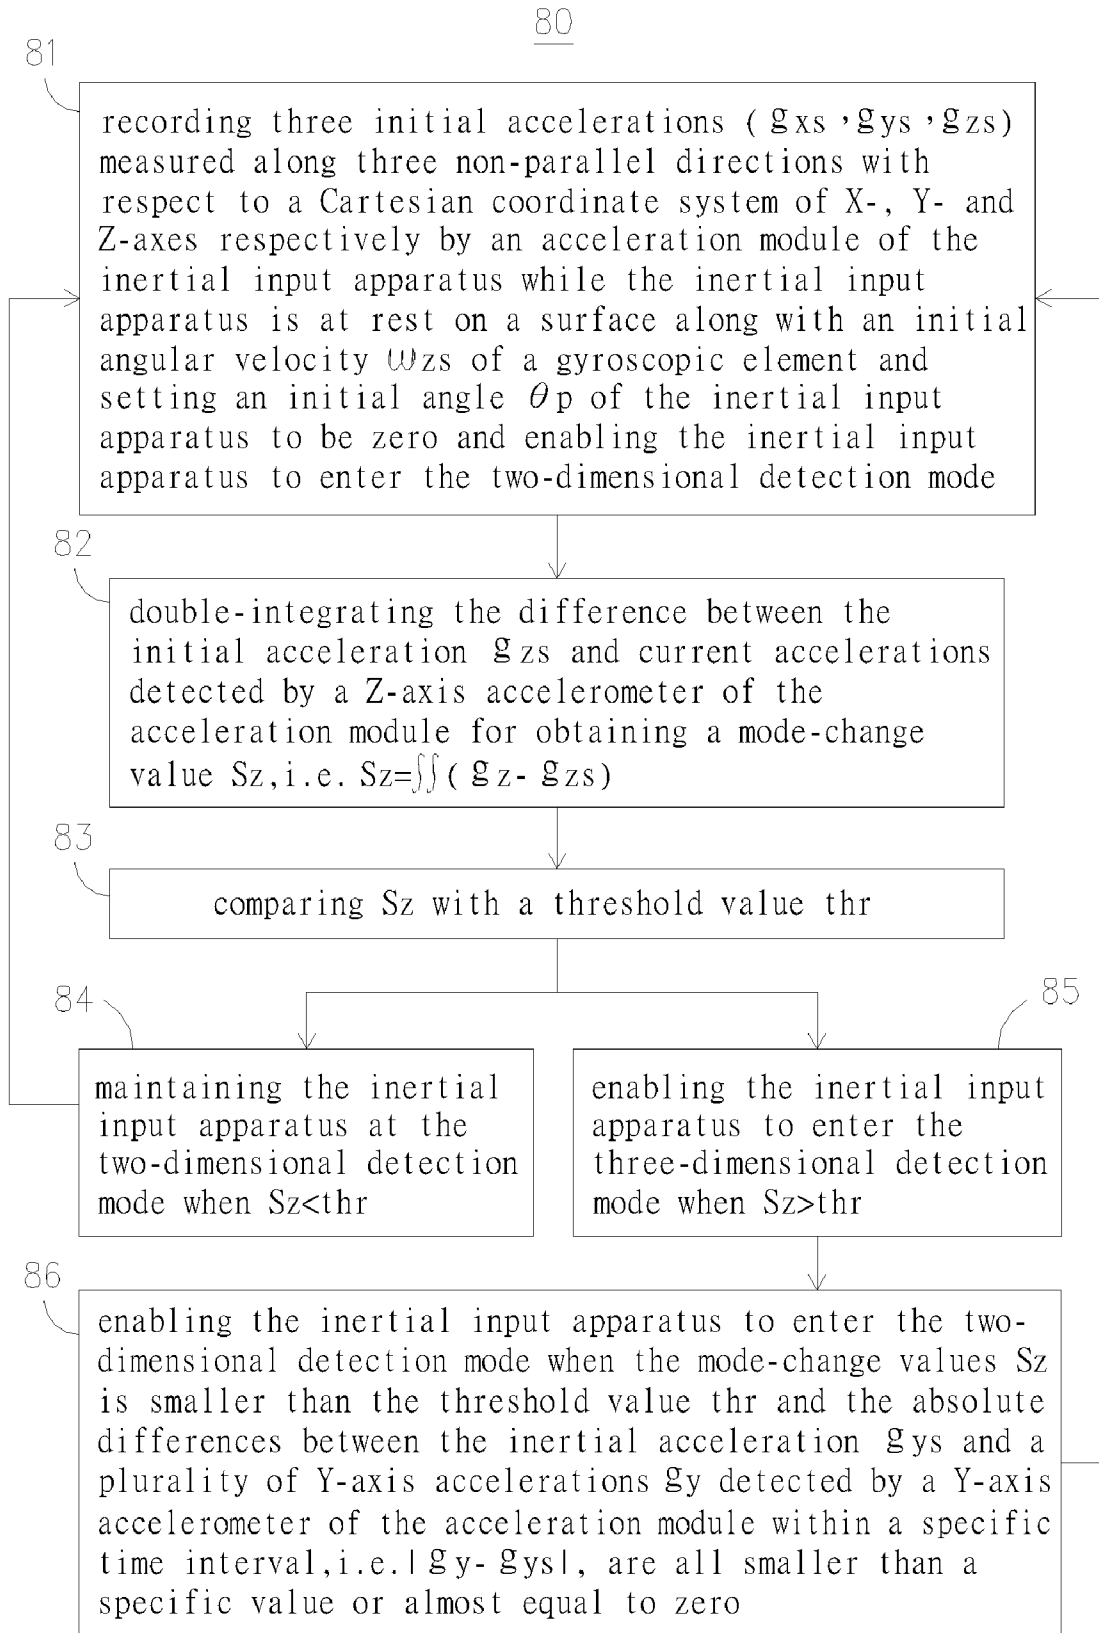 80
81
recording three initial accelerations (gxs,gys,gzs)
measured along three non-parallel directions with
respect to a Cartesian coordinate system of X-, Y- and
Z-axes respectively by an acceleration module of the
inertial input apparatus while the inertial input
apparatus is at rest on a surface along with an initial
angular velocity ωzs of a gyroscopic element and
setting an initial angle θp of the inertial input
apparatus to be zero and enabling the inertial input
apparatus to enter the two-dimensional detection mode
82
double-integrating the difference between the
initial acceleration gzs and current accelerations
detected by a Z-axis accelerometer of the
acceleration module for obtaining a mode-change
value Sz,i.e. Sz=∫∫(gz-gzs)
83
comparing Sz with a threshold value thr
84
maintaining the inertial
input apparatus at the
two-dimensional detection
mode when Sz<thr
85
enabling the inertial input
apparatus to enter the
three-dimensional detection
mode when Sz>thr
86
enabling the inertial input apparatus to enter the two-
dimensional detection mode when the mode-change values Sz
is smaller than the threshold value thr and the absolute
differences between the inertial acceleration gys and a
plurality of Y-axis accelerations gy detected by a Y-axis
accelerometer of the acceleration module within a specific
time interval,i.e.|gy-gys|, are all smaller than a
specific value or almost equal to zero